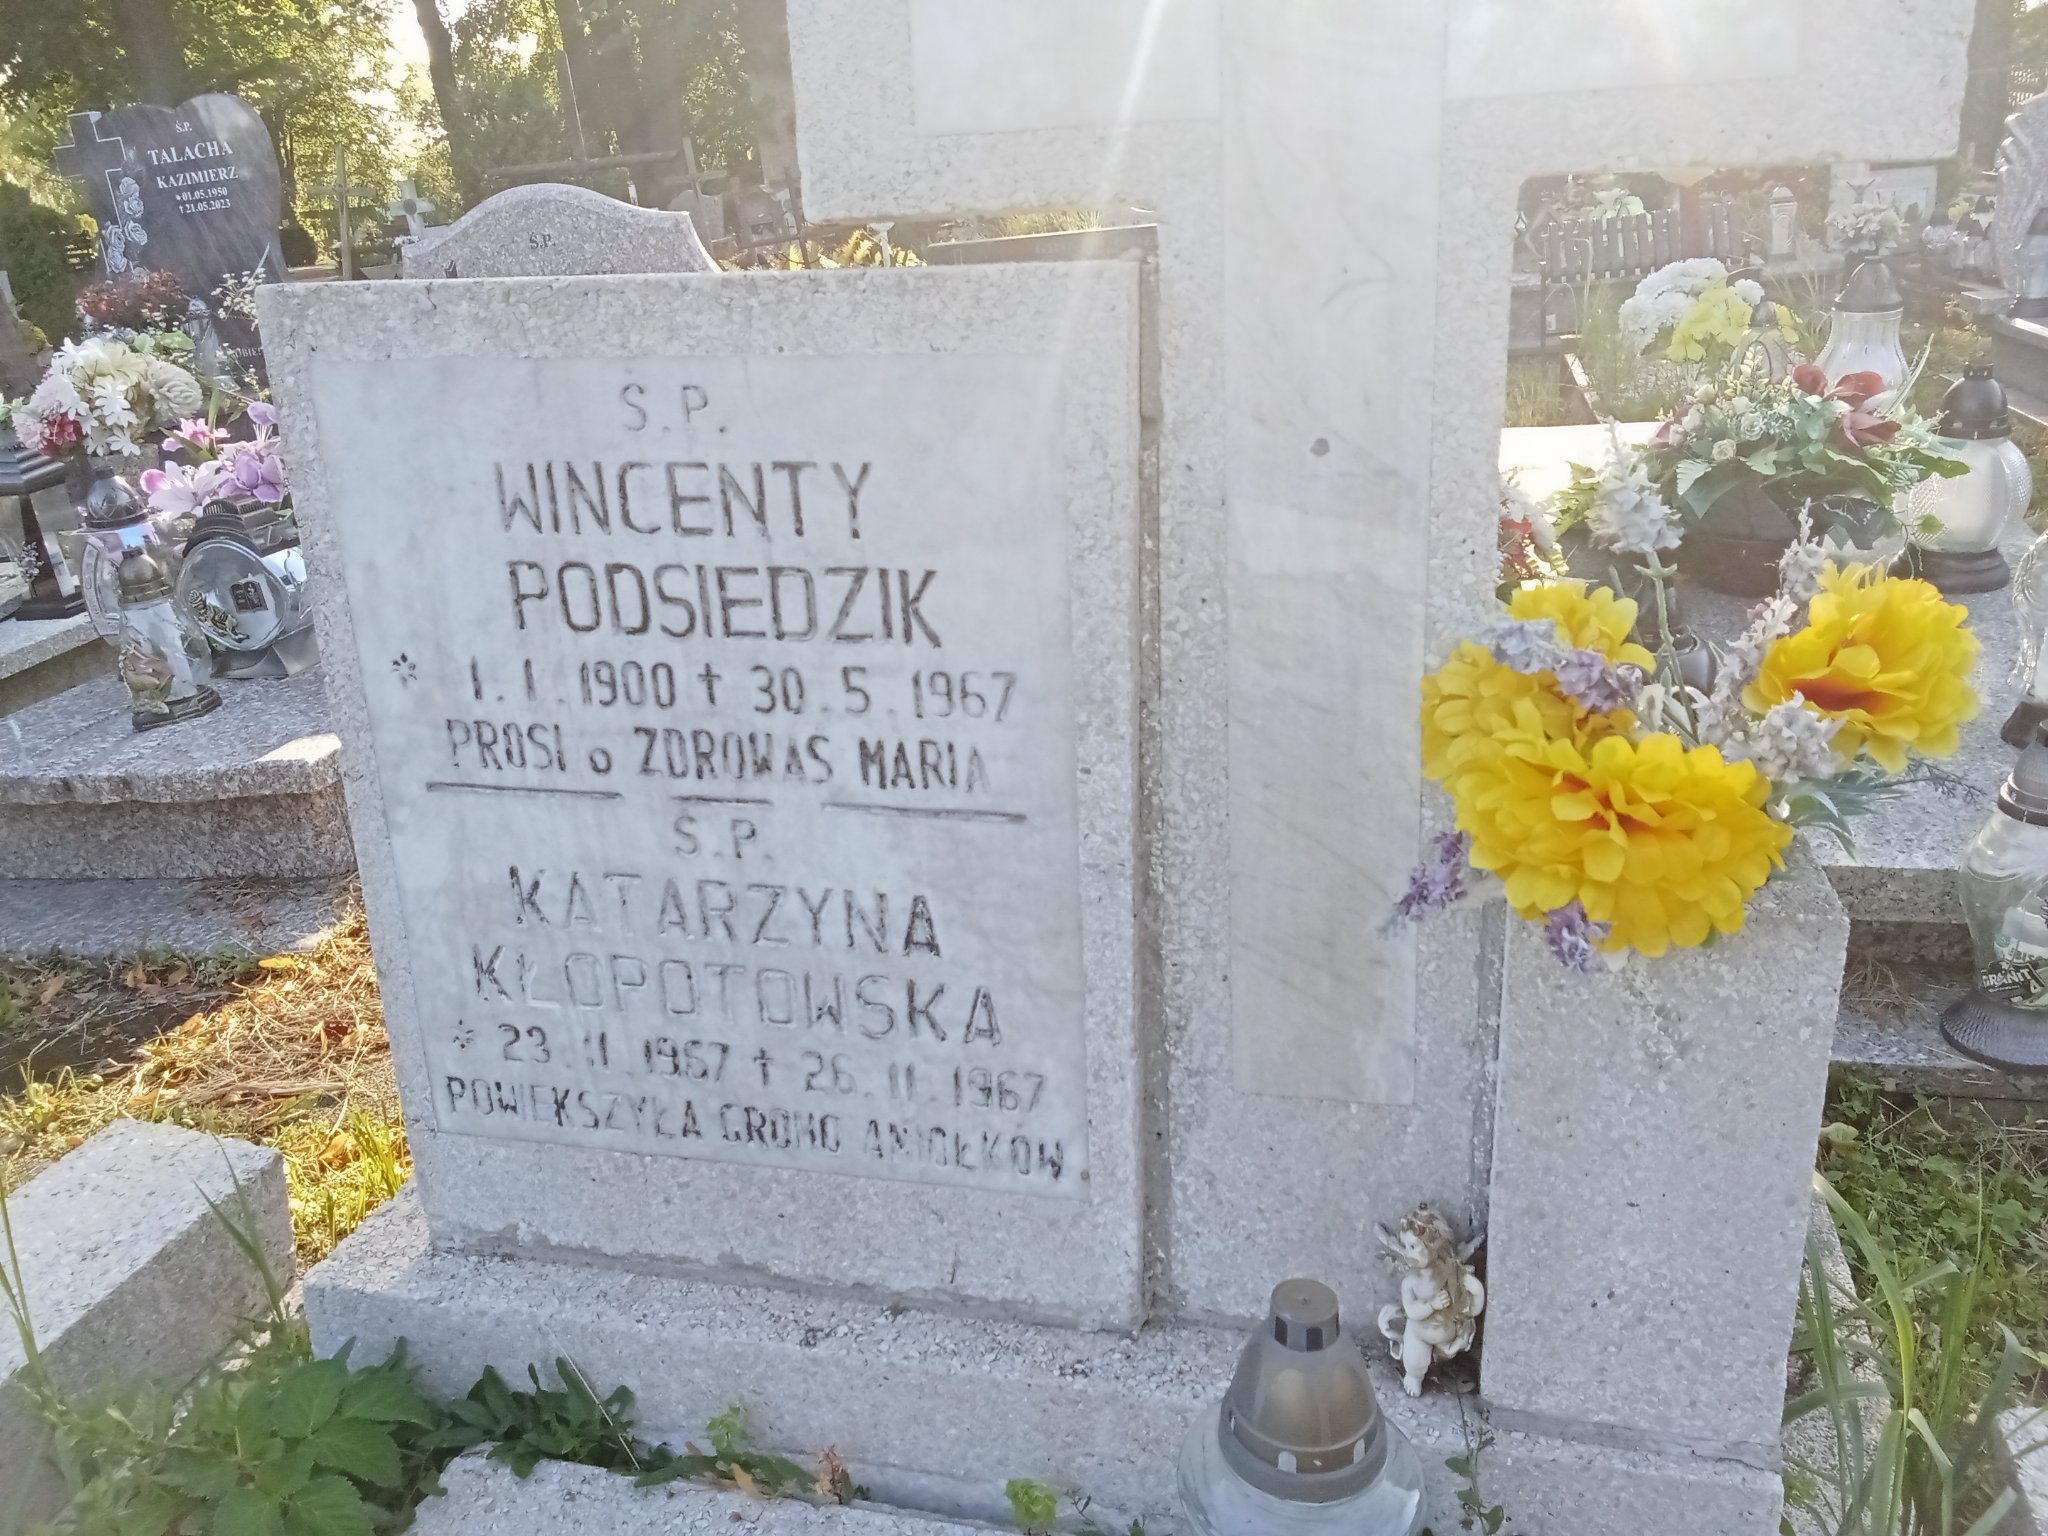 Ś.P.
TALACHA
KAZIMIERZ
*01.05.1950
†21.05.2023
Ś.P.
Ś.P.
WINCENTY
PODSIEDZIK
* 1.1.1900 † 30.5.1967
PROSI o ZDROWAŚ MARIA
Ś.P.
KATARZYNA
KŁOPOTOWSKA
* 23.11.1967 † 26.11.1967
POWIĘKSZYŁA GRONO ANIOŁKÓW
GRANIT